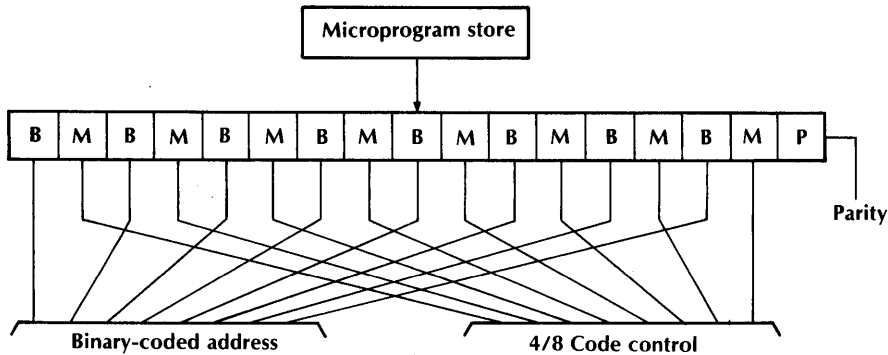 Microprogram store
B M B M B M B M B M B M B M B M P
Parity
Binary-coded address
4/8 Code control